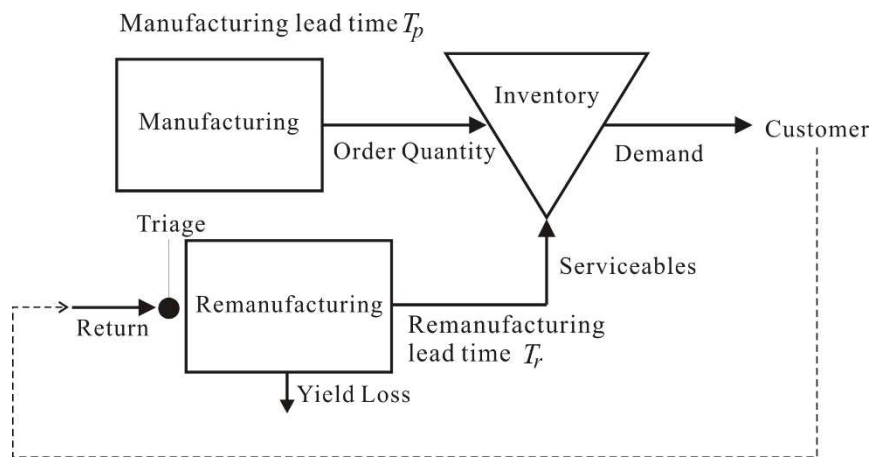 Manufacturing lead time T_p
Manufacturing
Inventory
Order Quantity
Demand
Customer
Triage
Remanufacturing
Serviceables
Return
Remanufacturing
lead time T_r
Yield Loss